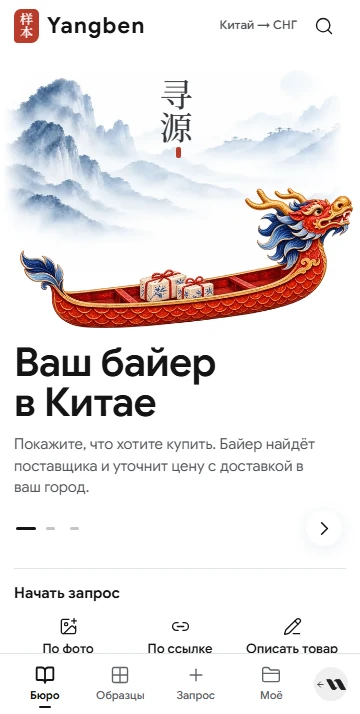 样本
Yangben
Китай → СНГ
寻源
Ваш байер
в Китае
Покажите, что хотите купить. Байер найдёт
поставщика и уточнит цену с доставкой в
ваш город.
Начать запрос
По фото
По ссылке
Описать товар
Бюро
Образцы
Запрос
Моё